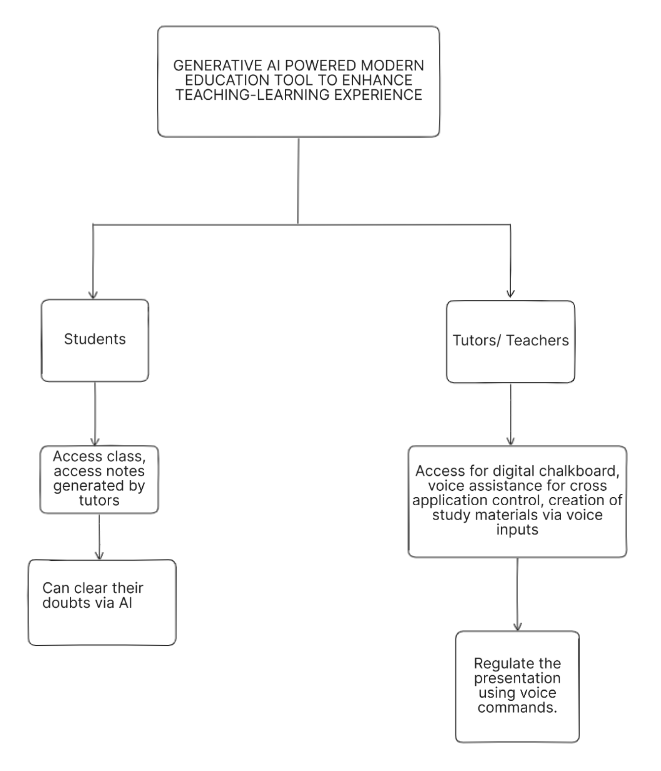 GENERATIVE AI POWERED MODERN
EDUCATION TOOL TO ENHANCE
TEACHING-LEARNING EXPERIENCE
Students
Tutors/ Teachers
Access class,
access notes
generated by
tutors
Access for digital chalkboard,
voice assistance for cross
application control, creation of
study materials via voice
inputs
Can clear their
doubts via AI
Regulate the
presentation
using voice
commands.